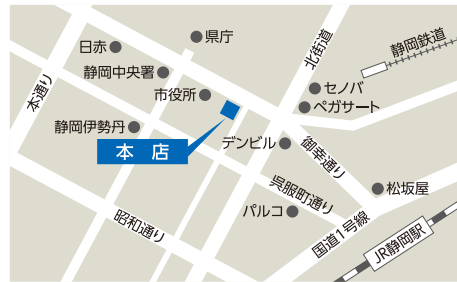 県庁
日赤
北街道
静岡鉄道
静岡中央署
本通り
市役所
セノバ
ペガサート
静岡伊勢丹
本 店
デンビル
御幸通り
呉服町通り
松坂屋
パルコ
昭和通り
国道1号線
JR静岡駅